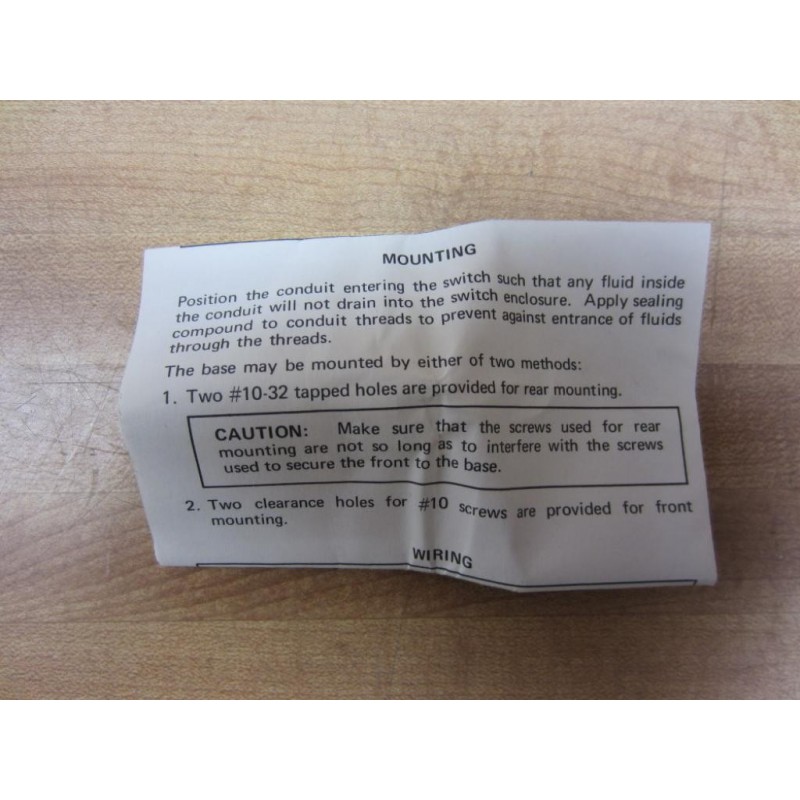 MOUNTING
Position the conduit entering the switch such that any fluid inside
the conduit will not drain into the switch enclosure. Apply sealing
compound to conduit threads to prevent against entrance of fluids
through the threads.
The base may be mounted by either of two methods:
1. Two #10-32 tapped holes are provided for rear mounting.
CAUTION: Make sure that the screws used for rear
mounting are not so long as to interfere with the screws
used to secure the front to the base.
2. Two clearance holes for #10 screws are provided for front
mounting.
WIRING